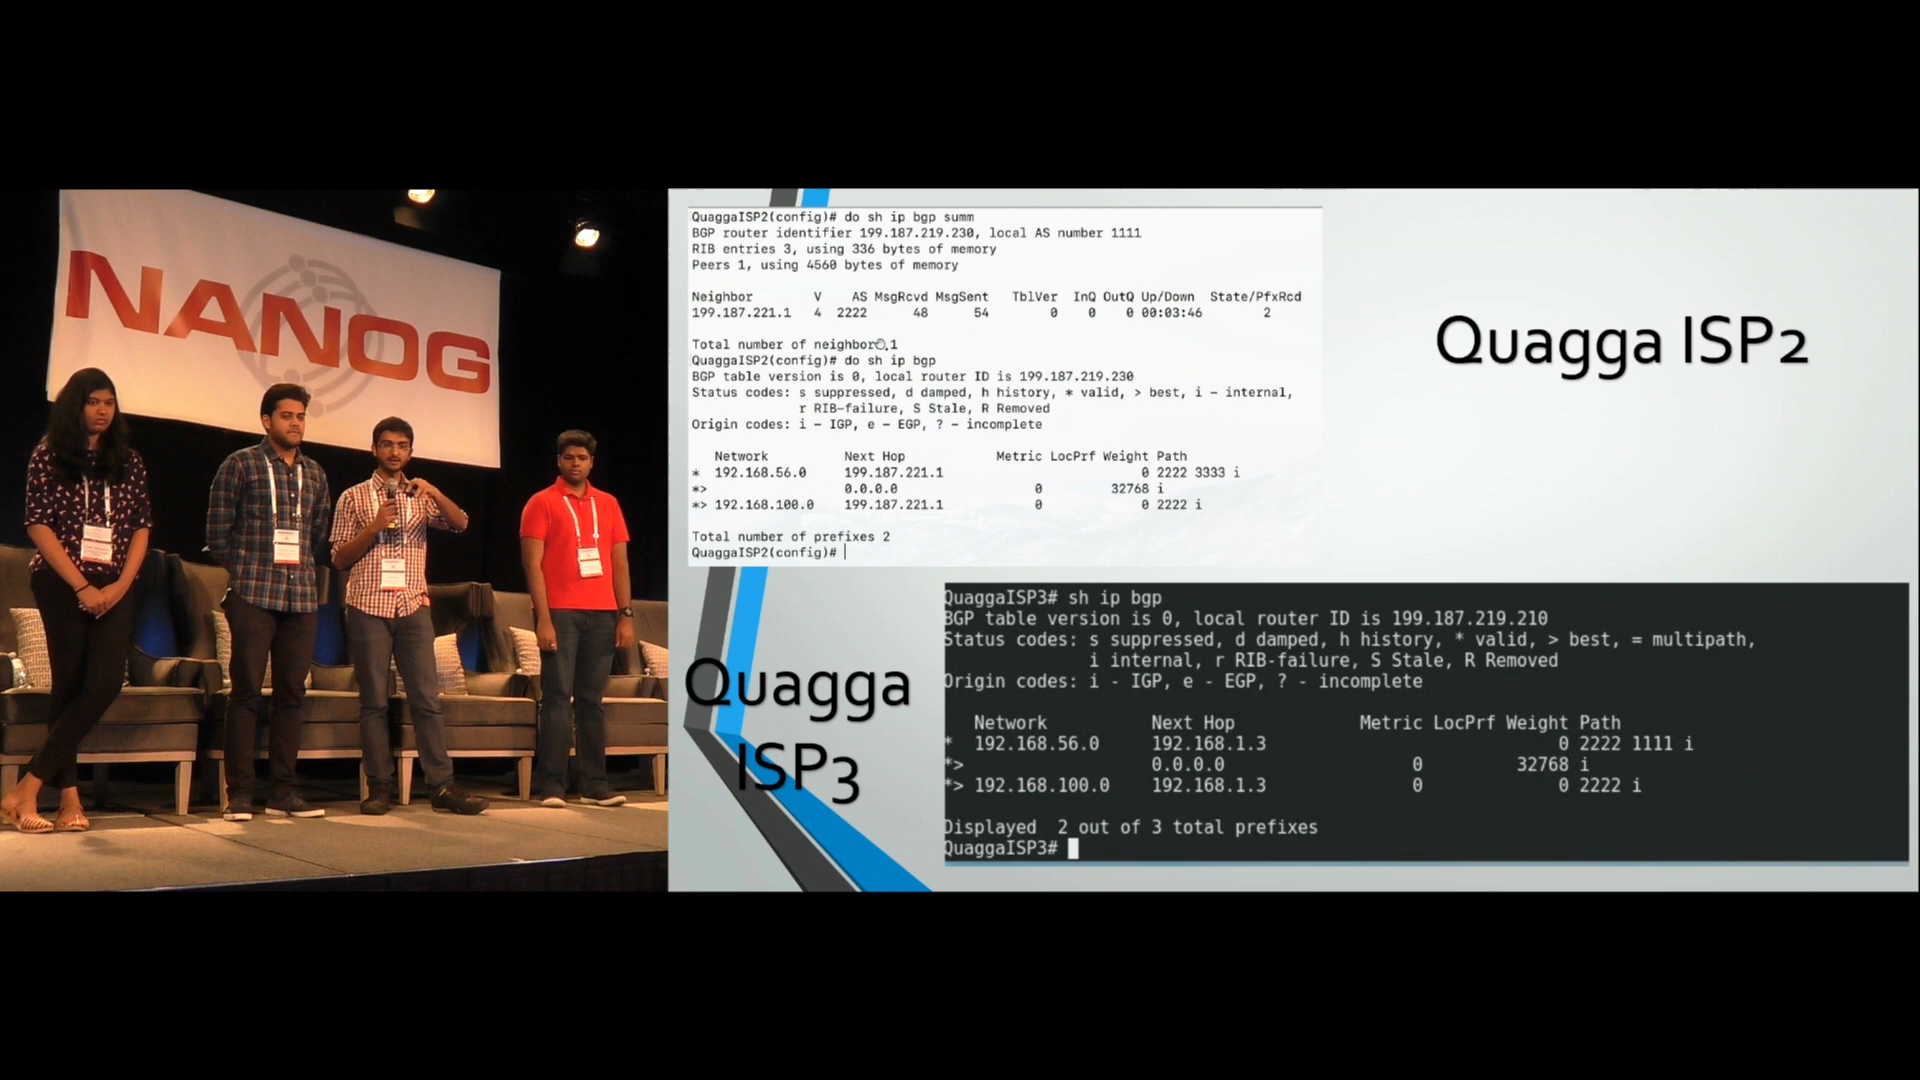 NANOG
QuaggaISP2(config)# do sh ip bgp summ
BGP router identifier 199.187.219.230, local AS number 1111
RIB entries 3, using 336 bytes of memory
Peers 1, using 4560 bytes of memory
Neighbor V AS MsgRcvd MsgSent TblVer InQ OutQ Up/Down State/PfxRcd
199.187.221.1 4 2222 48 54 0 0 0 00:03:46 2
Total number of neighbors 1
QuaggaISP2(config)# do sh ip bgp
BGP table version is 0, local router ID is 199.187.219.230
Status codes: s suppressed, d damped, h history, * valid, > best, i - internal,
r RIB-failure, S Stale, R Removed
Origin codes: i - IGP, e - EGP, ? - incomplete
Network Next Hop Metric LocPrf Weight Path
* 192.168.56.0 199.187.221.1 0 2222 3333 i
*> 0.0.0.0 0 32768 i
*> 192.168.100.0 199.187.221.1 0 0 2222 i
Total number of prefixes 2
QuaggaISP2(config)#
Quagga ISP2
Quagga
ISP3
QuaggaISP3# sh ip bgp
BGP table version is 0, local router ID is 199.187.219.210
Status codes: s suppressed, d damped, h history, * valid, > best, = multipath,
i internal, r RIB-failure, S Stale, R Removed
Origin codes: i - IGP, e - EGP, ? - incomplete
Network Next Hop Metric LocPrf Weight Path
* 192.168.56.0 192.168.1.3 0 2222 1111 i
*> 0.0.0.0 0 32768 i
*> 192.168.100.0 192.168.1.3 0 0 2222 i
Displayed 2 out of 3 total prefixes
QuaggaISP3#